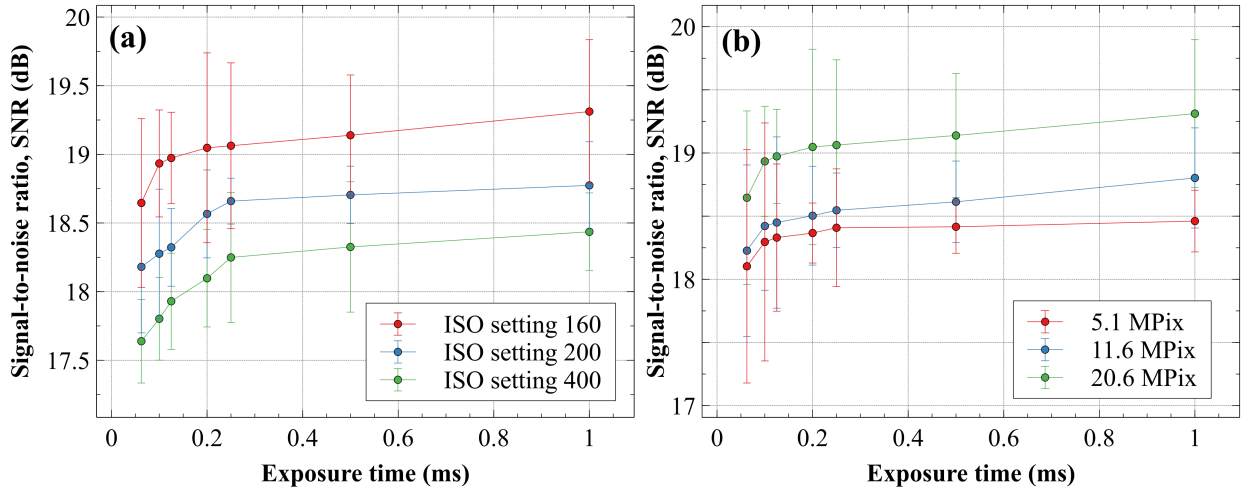 (a)
Signal-to-noise ratio, SNR (dB)
20
19.5
19
18.5
18
17.5
0
0.2
0.4
0.6
0.8
1
Exposure time (ms)
ISO setting 160
ISO setting 200
ISO setting 400
(b)
Signal-to-noise ratio, SNR (dB)
20
19
18
17
0
0.2
0.4
0.6
0.8
1
Exposure time (ms)
5.1 MPix
11.6 MPix
20.6 MPix